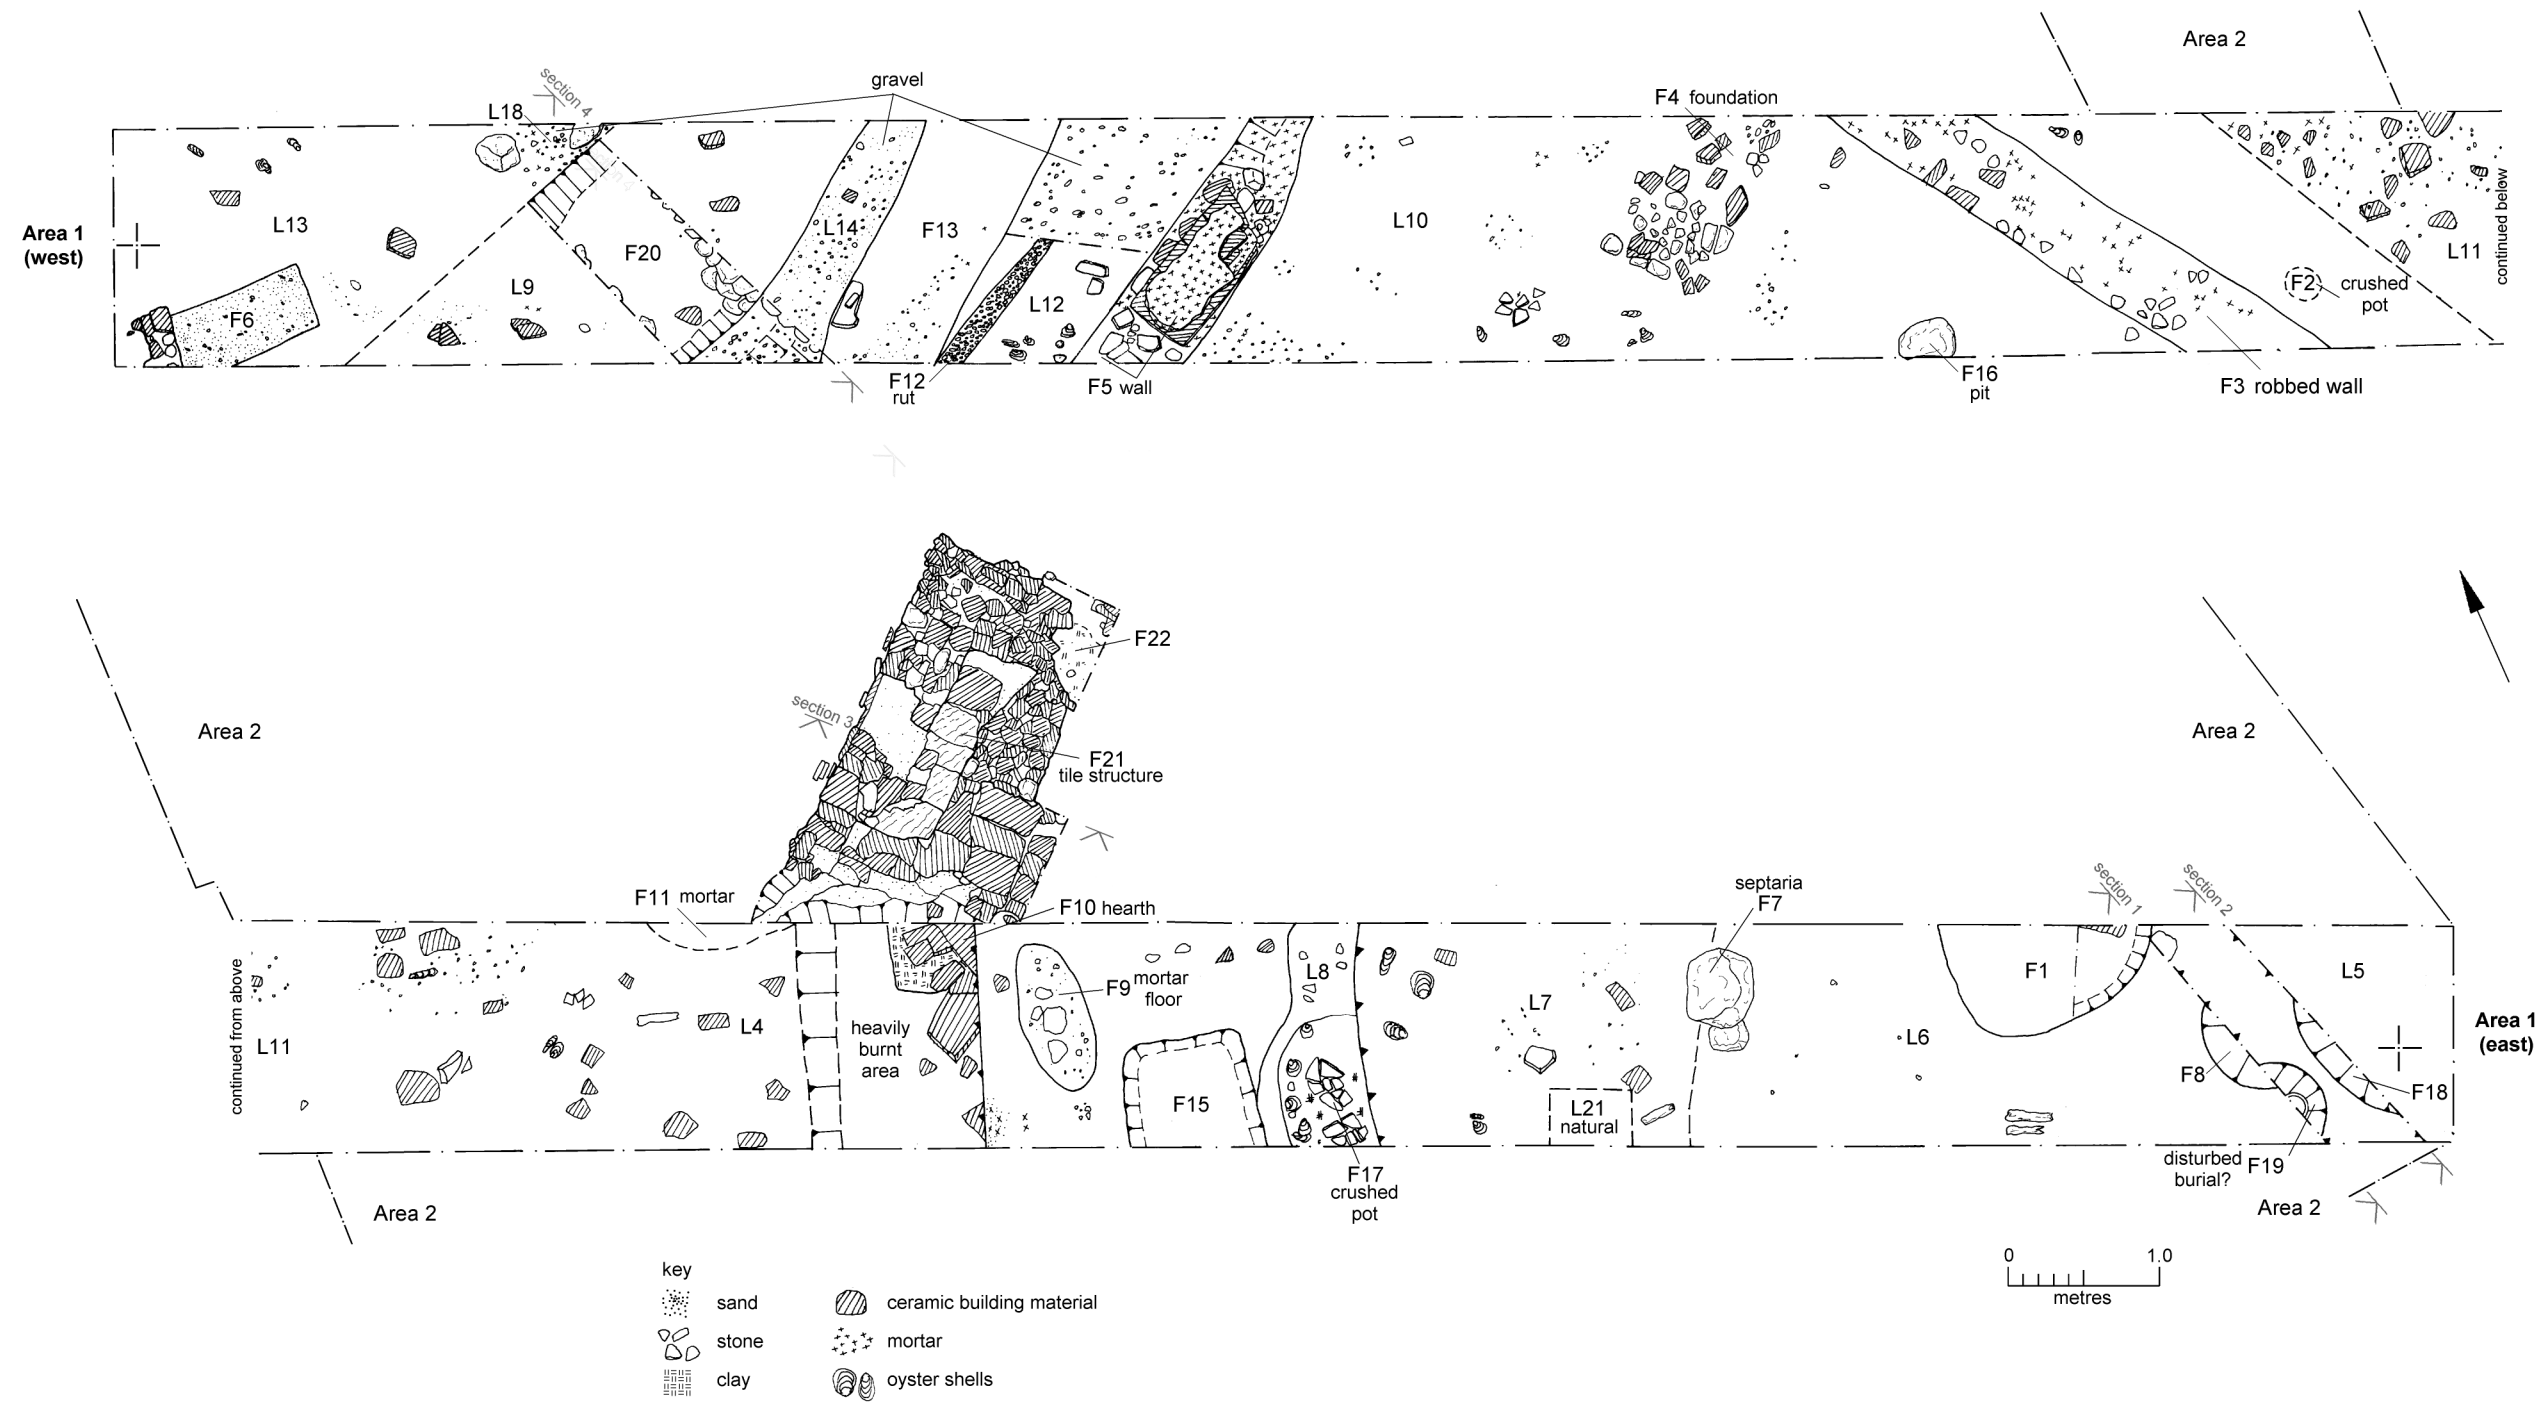 Area 2
gravel
section 4
L18
F4 foundation
Area 1
(west)
L13
F6
L9
F20
L14
F13
L12
L10
F2
crushed
pot
L11
continued below
F12
rut
F5 wall
F16
pit
F3 robbed wall
F22
section 3
F21
tile structure
Area 2
Area 2
F11 mortar
F10 hearth
septaria
F7
section 1
section 2
continued from above
L11
L4
heavily
burnt
area
F9 mortar
floor
F15
L8
L7
L21
natural
L6
F1
L5
F8
F18
Area 1
(east)
F17
crushed
pot
disturbed
burial?
F19
Area 2
Area 2
0 1.0
metres
key
sand
stone
clay
ceramic building material
mortar
oyster shells